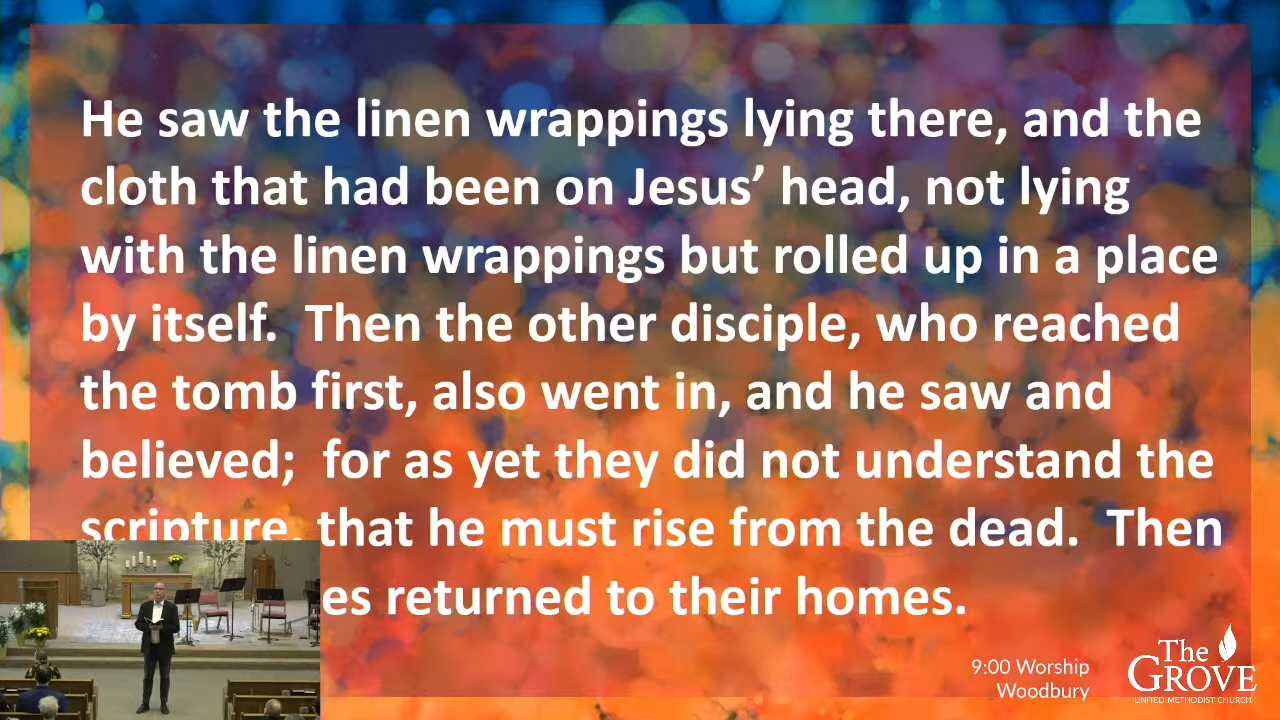 He saw the linen wrappings lying there, and the
cloth that had been on Jesus’ head, not lying
with the linen wrappings but rolled up in a place
by itself.  Then the other disciple, who reached
the tomb first, also went in, and he saw and
believed;  for as yet they did not understand the
scripture, that he must rise from the dead.  Then
es returned to their homes.
9:00 Worship
Woodbury
The
GROVE
UNITED METHODIST CHURCH